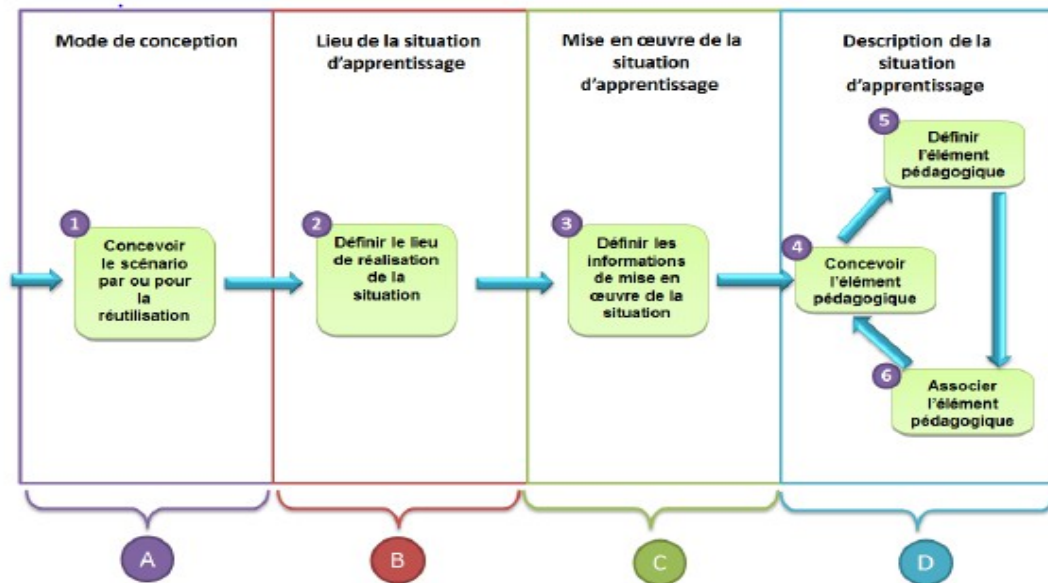 Mode de conception
Lieu de la situation
d'apprentissage
Mise en œuvre de la
situation
d'apprentissage
Description de la
situation
d'apprentissage
1
Concevoir
le scénario
par ou pour
la
réutilisation
2
Définir le lieu
de réalisation
de la
situation
3
Définir les
informations
de mise en
œuvre de la
situation
5
Définir
l'élément
pédagogique
4
Concevoir
l'élément
pédagogique
6
Associer
l'élément
pédagogique
A
B
C
D